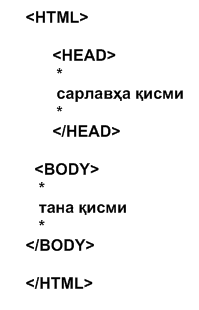 <HTML>
<HEAD>
*
сарлавҳа қисми
*
</HEAD>
<BODY>
*
тана қисми
*
</BODY>
</HTML>